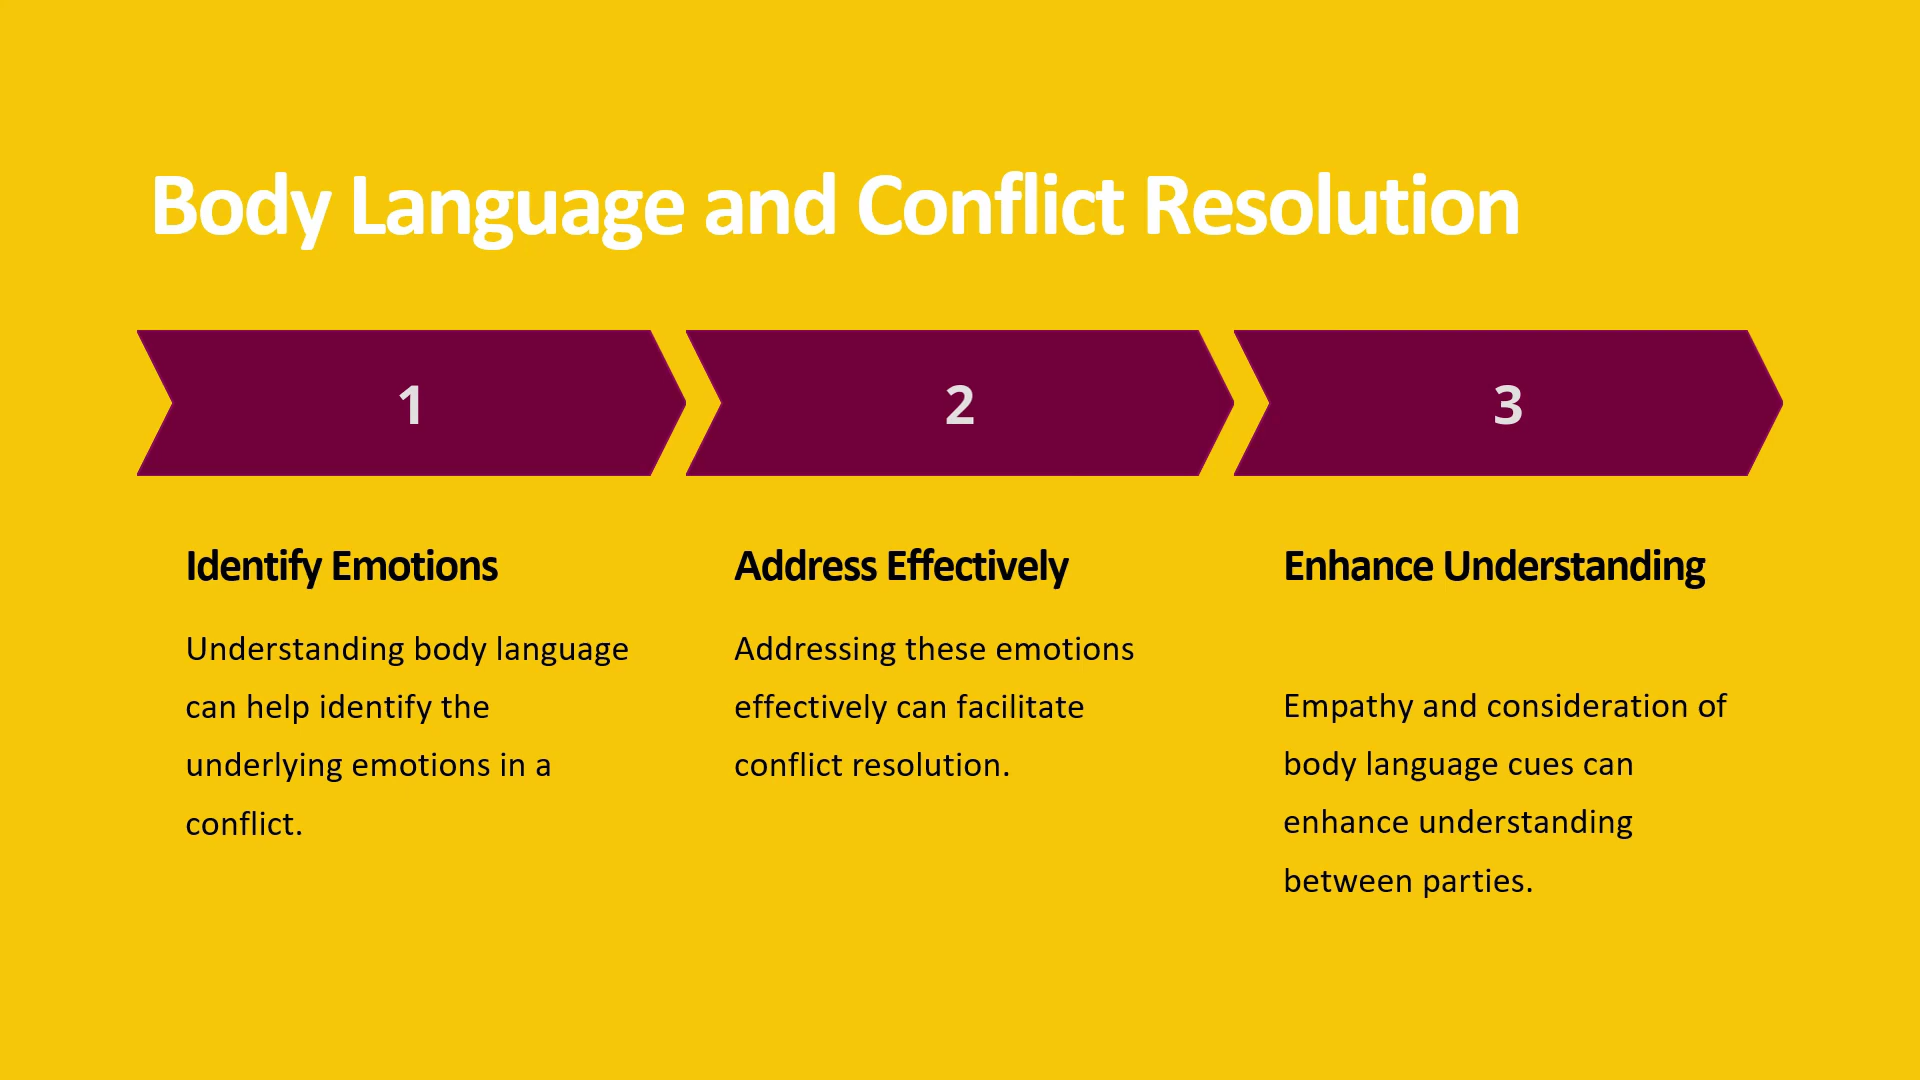 Body Language and Conflict Resolution
1
2
3
Identify Emotions
Understanding body language
can help identify the
underlying emotions in a
conflict.
Address Effectively
Addressing these emotions
effectively can facilitate
conflict resolution.
Enhance Understanding
Empathy and consideration of
body language cues can
enhance understanding
between parties.